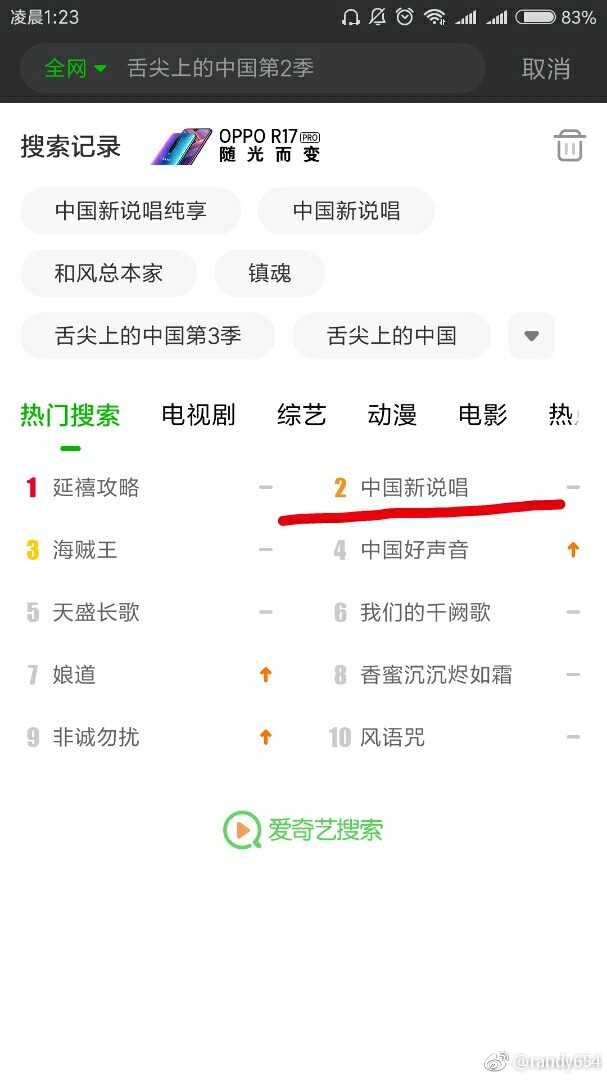 凌晨1:23 83%
全网 舌尖上的中国第2季 取消
搜索记录 OPPO R17 PRO
随光而变
中国新说唱纯享 中国新说唱
和风总本家 镇魂
舌尖上的中国第3季 舌尖上的中国
热门搜索 电视剧 综艺 动漫 电影 热
1 延禧攻略 2 中国新说唱
3 海贼王 4 中国好声音
5 天盛长歌 6 我们的千阙歌
7 娘道 8 香蜜沉沉烬如霜
9 非诚勿扰 10 风语咒
爱奇艺搜索
@randy654